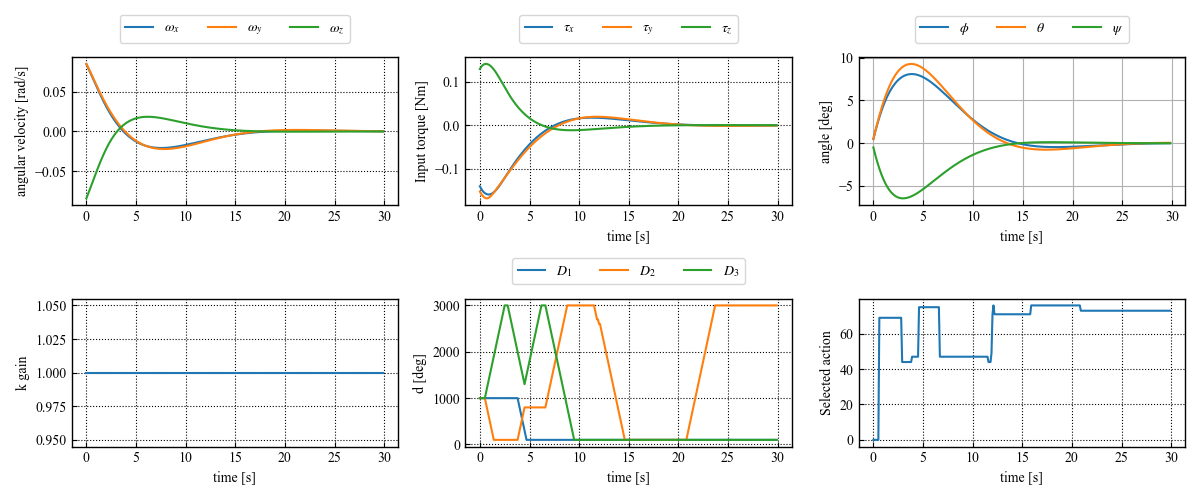 ωx ωy ωz
angular velocity [rad/s]
0.05
0.00
−0.05
0 5 10 15 20 25 30
τx τy τz
Input torque [Nm]
0.1
0.0
−0.1
0 5 10 15 20 25 30
time [s]
ϕ θ ψ
angle [deg]
10
5
0
−5
0 5 10 15 20 25 30
time [s]
k gain
1.050
1.025
1.000
0.975
0.950
0 5 10 15 20 25 30
time [s]
D1 D2 D3
d [deg]
3000
2000
1000
0
0 5 10 15 20 25 30
time [s]
Selected action
60
40
20
0
0 5 10 15 20 25 30
time [s]